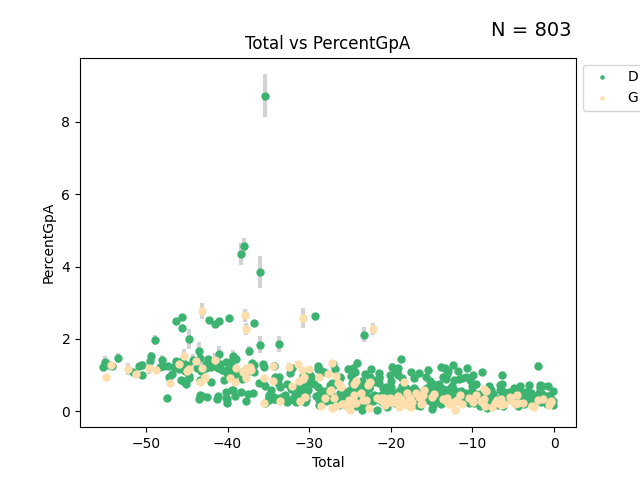 N = 803
Total vs PercentGpA
D
G
PercentGpA
8
6
4
2
0
−50
−40
−30
−20
−10
0
Total